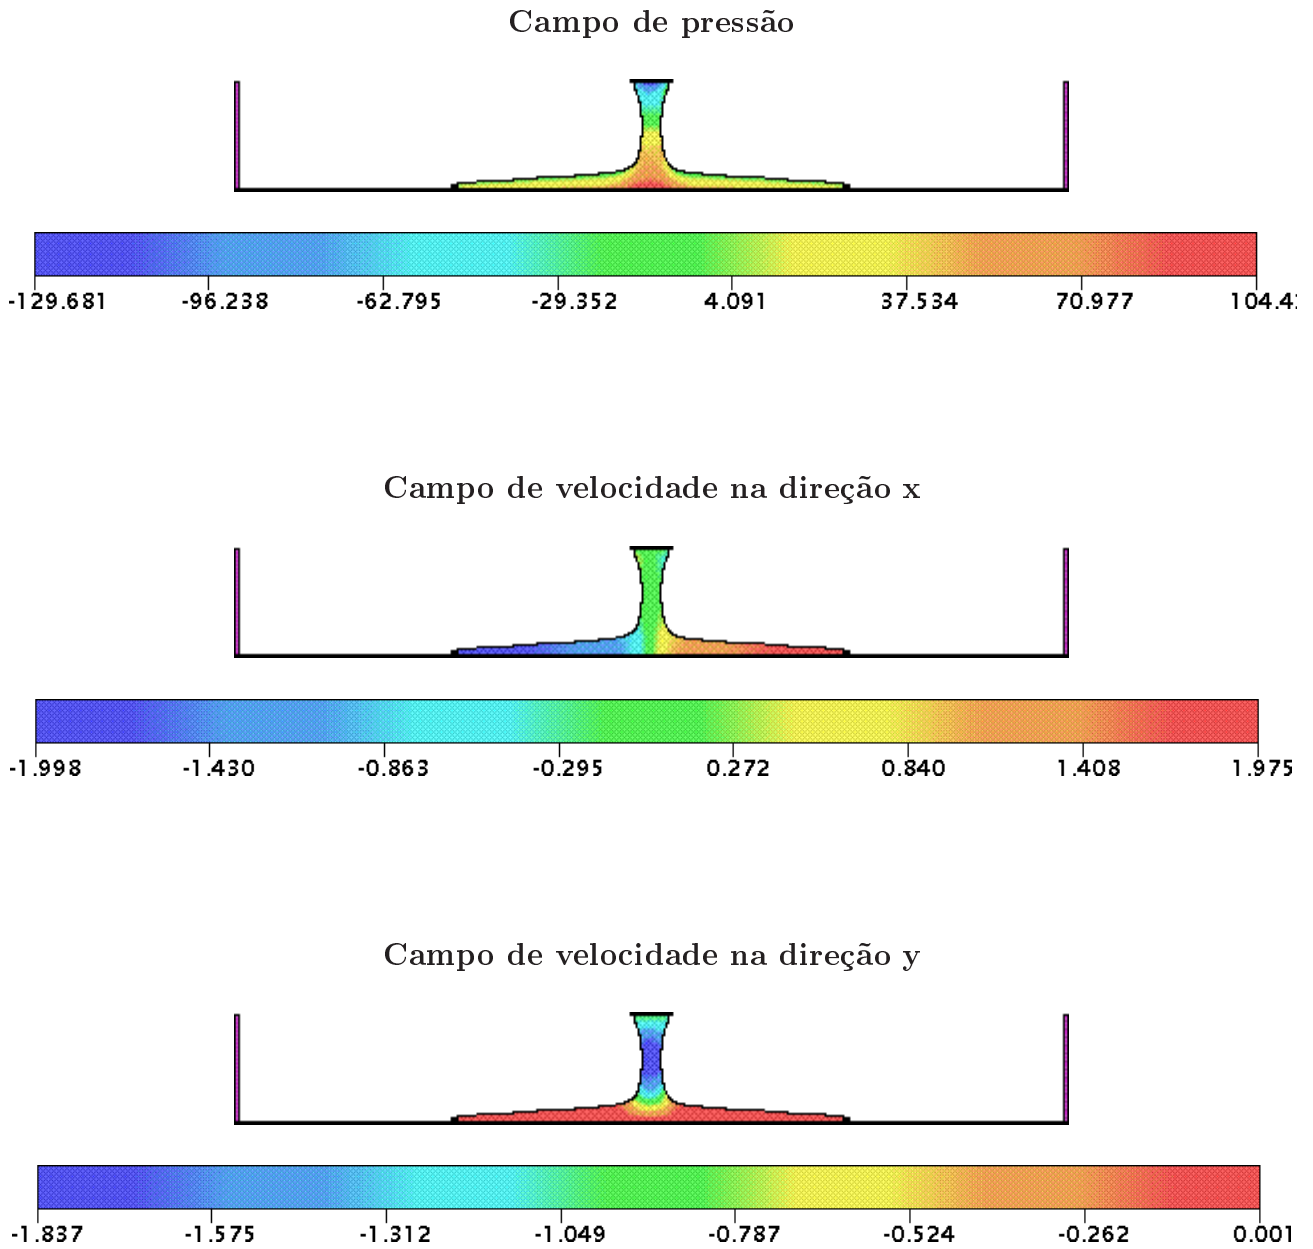 Campo de pressão
-129.681 -96.238 -62.795 -29.352 4.091 37.534 70.977
Campo de velocidade na direção x
-1.998 -1.430 -0.863 -0.295 0.272 0.840 1.408 1.975
Campo de velocidade na direção y
-1.837 -1.575 -1.312 -1.049 -0.787 -0.524 -0.262 0.001